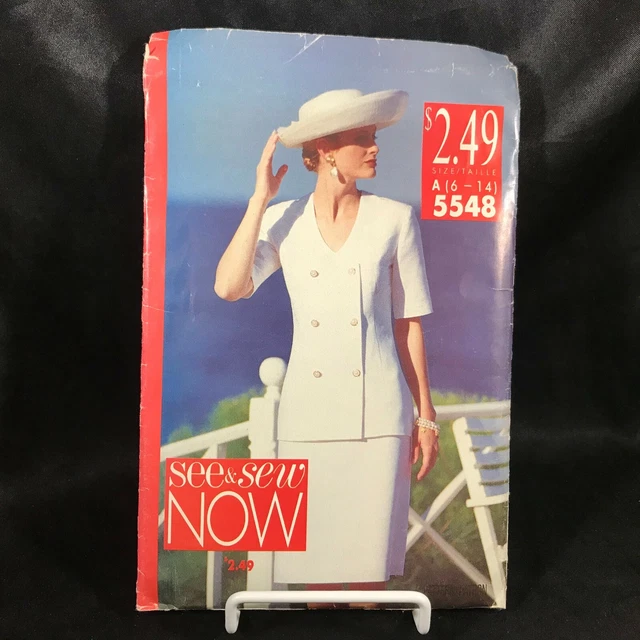 $2.49
SIZE/TAILLE
A (6 – 14)
5548
see & sew
NOW
$2.49